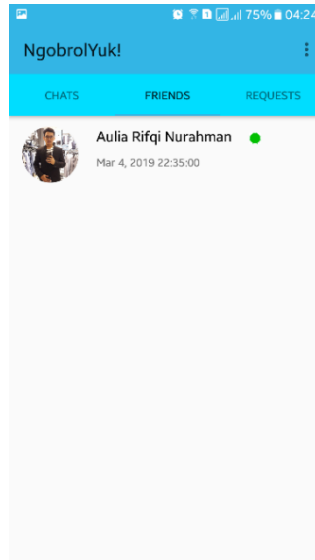 75% 04:24
NgobrolYuk!
CHATS FRIENDS REQUESTS
Aulia Rifqi Nurahman
Mar 4, 2019 22:35:00